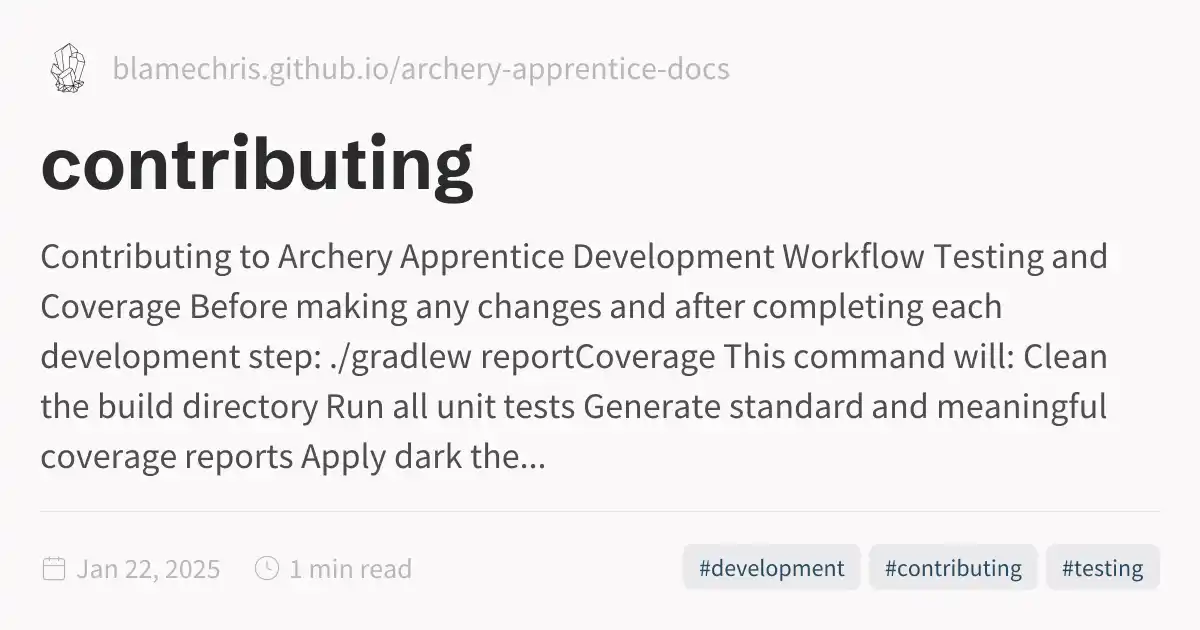 blamechris.github.io/archery-apprentice-docs
contributing
Contributing to Archery Apprentice Development Workflow Testing and
Coverage Before making any changes and after completing each
development step: ./gradlew reportCoverage This command will: Clean
the build directory Run all unit tests Generate standard and meaningful
coverage reports Apply dark the...
Jan 22, 2025
1 min read
#development
#contributing
#testing